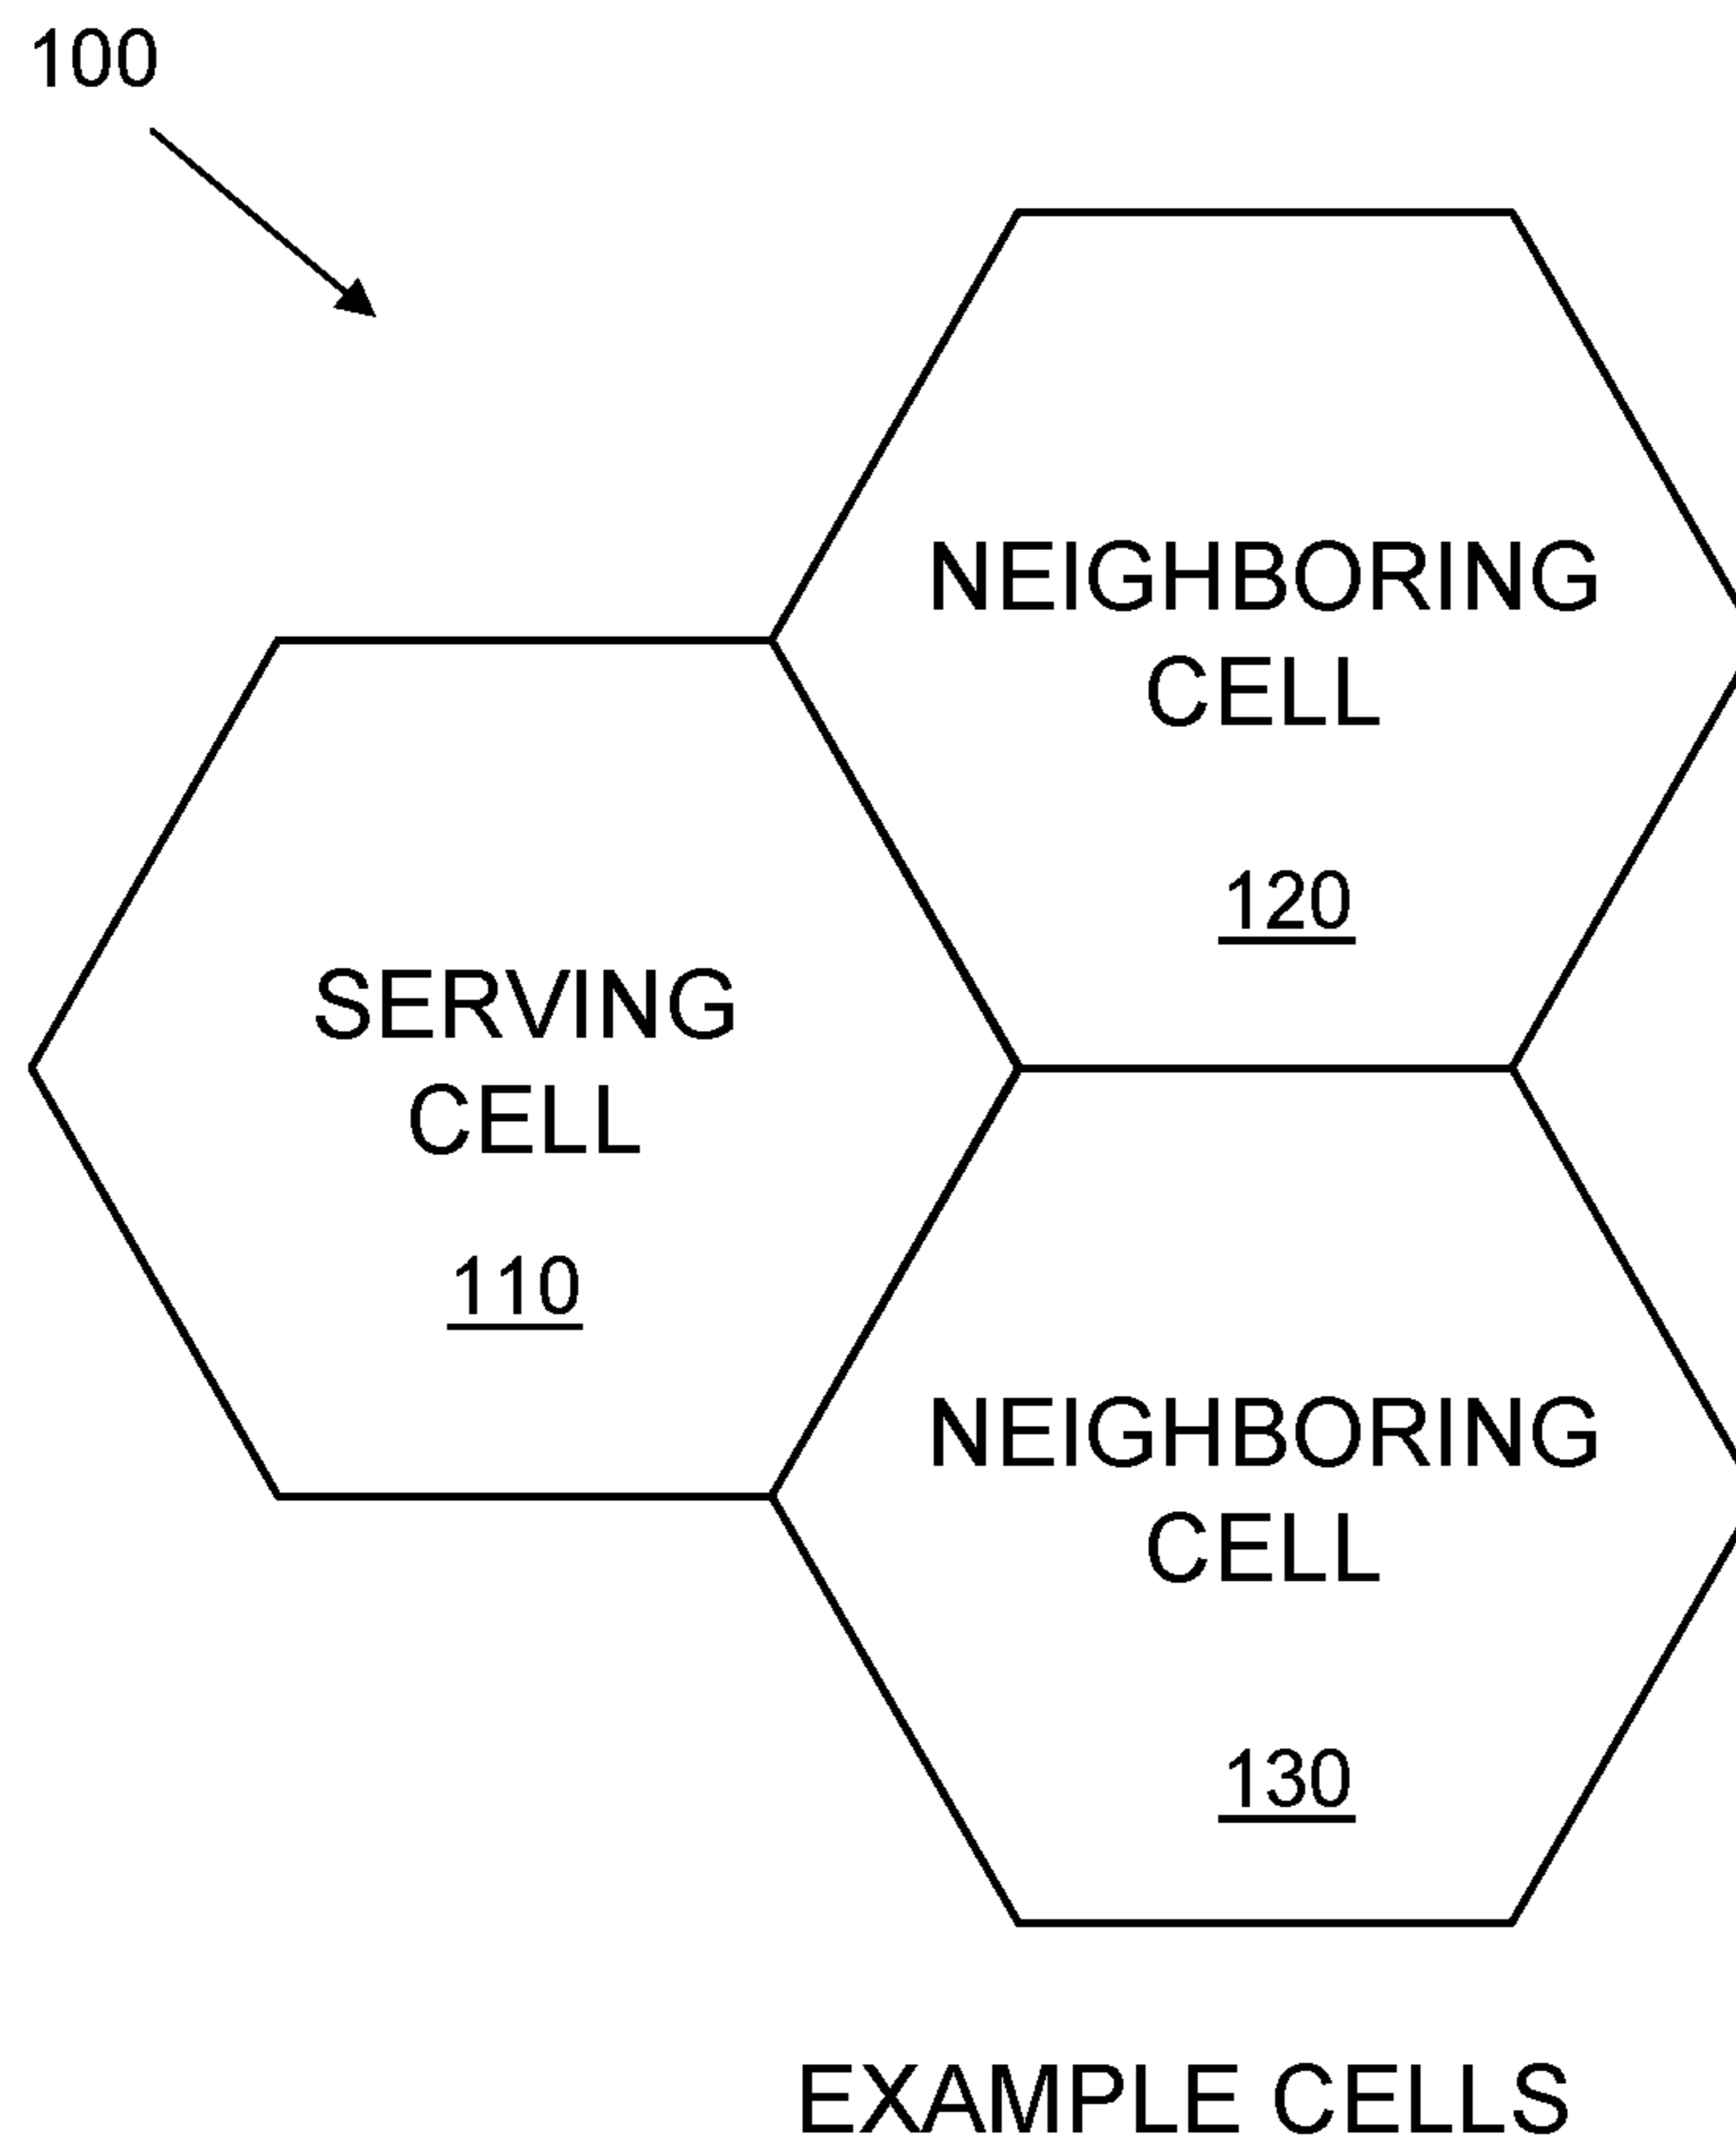 100
NEIGHBORING
CELL
120
SERVING
CELL
110
NEIGHBORING
CELL
130
EXAMPLE CELLS